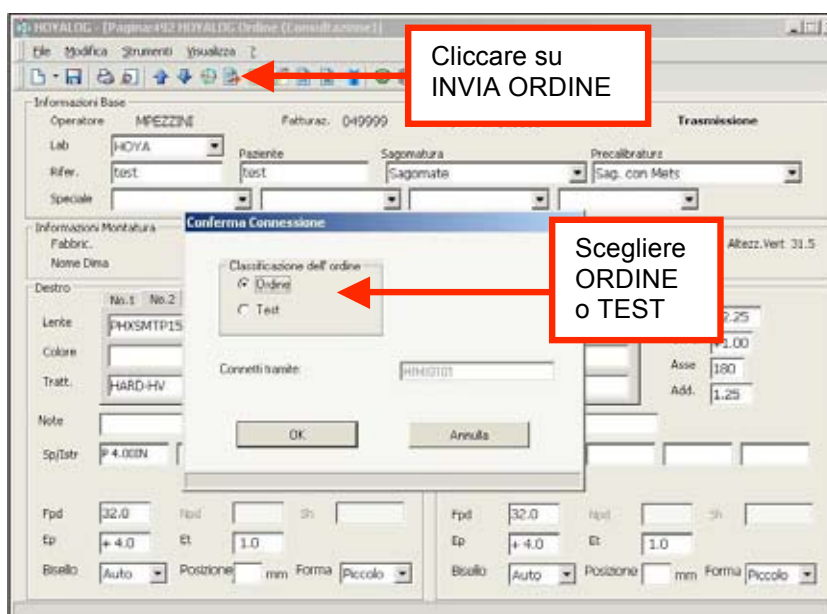 HOYALOG - [Pagina#92 HOYALOG Ordine (Consultazione)]
File Modifica Strumenti Visualizza ?
Cliccare su
INVIA ORDINE
Informazioni Base
Operatore MPEZZINI Fatturaz. 049999 Trasmissione
Lab HOYA Paziente Sagomatura Precalibratura
Rifer. test test Sagomate Sag. con Mets
Speciale
Informazioni Montatura
Fabbric. Altezz.Vert 31.5
Nome Dima
Conferma Connessione
Classificazione dell' ordine
Ordine
Test
Connetti tramite
OK Annulla
Scegliere
ORDINE
o TEST
Destro
No.1 No.2
Lente PHXSMTP15 2.25
Colore +1.00
Asse 180
Tratt. HARD-HV Add. 1.25
Note
Sp/Istr
Fpd 32.0 Npd Sh Fpd 32.0 Npd Sh
Ep + 4.0 Et 1.0 Ep + 4.0 Et 1.0
Bisello Auto Posizione mm Forma Piccolo Bisello Auto Posizione mm Forma Piccolo